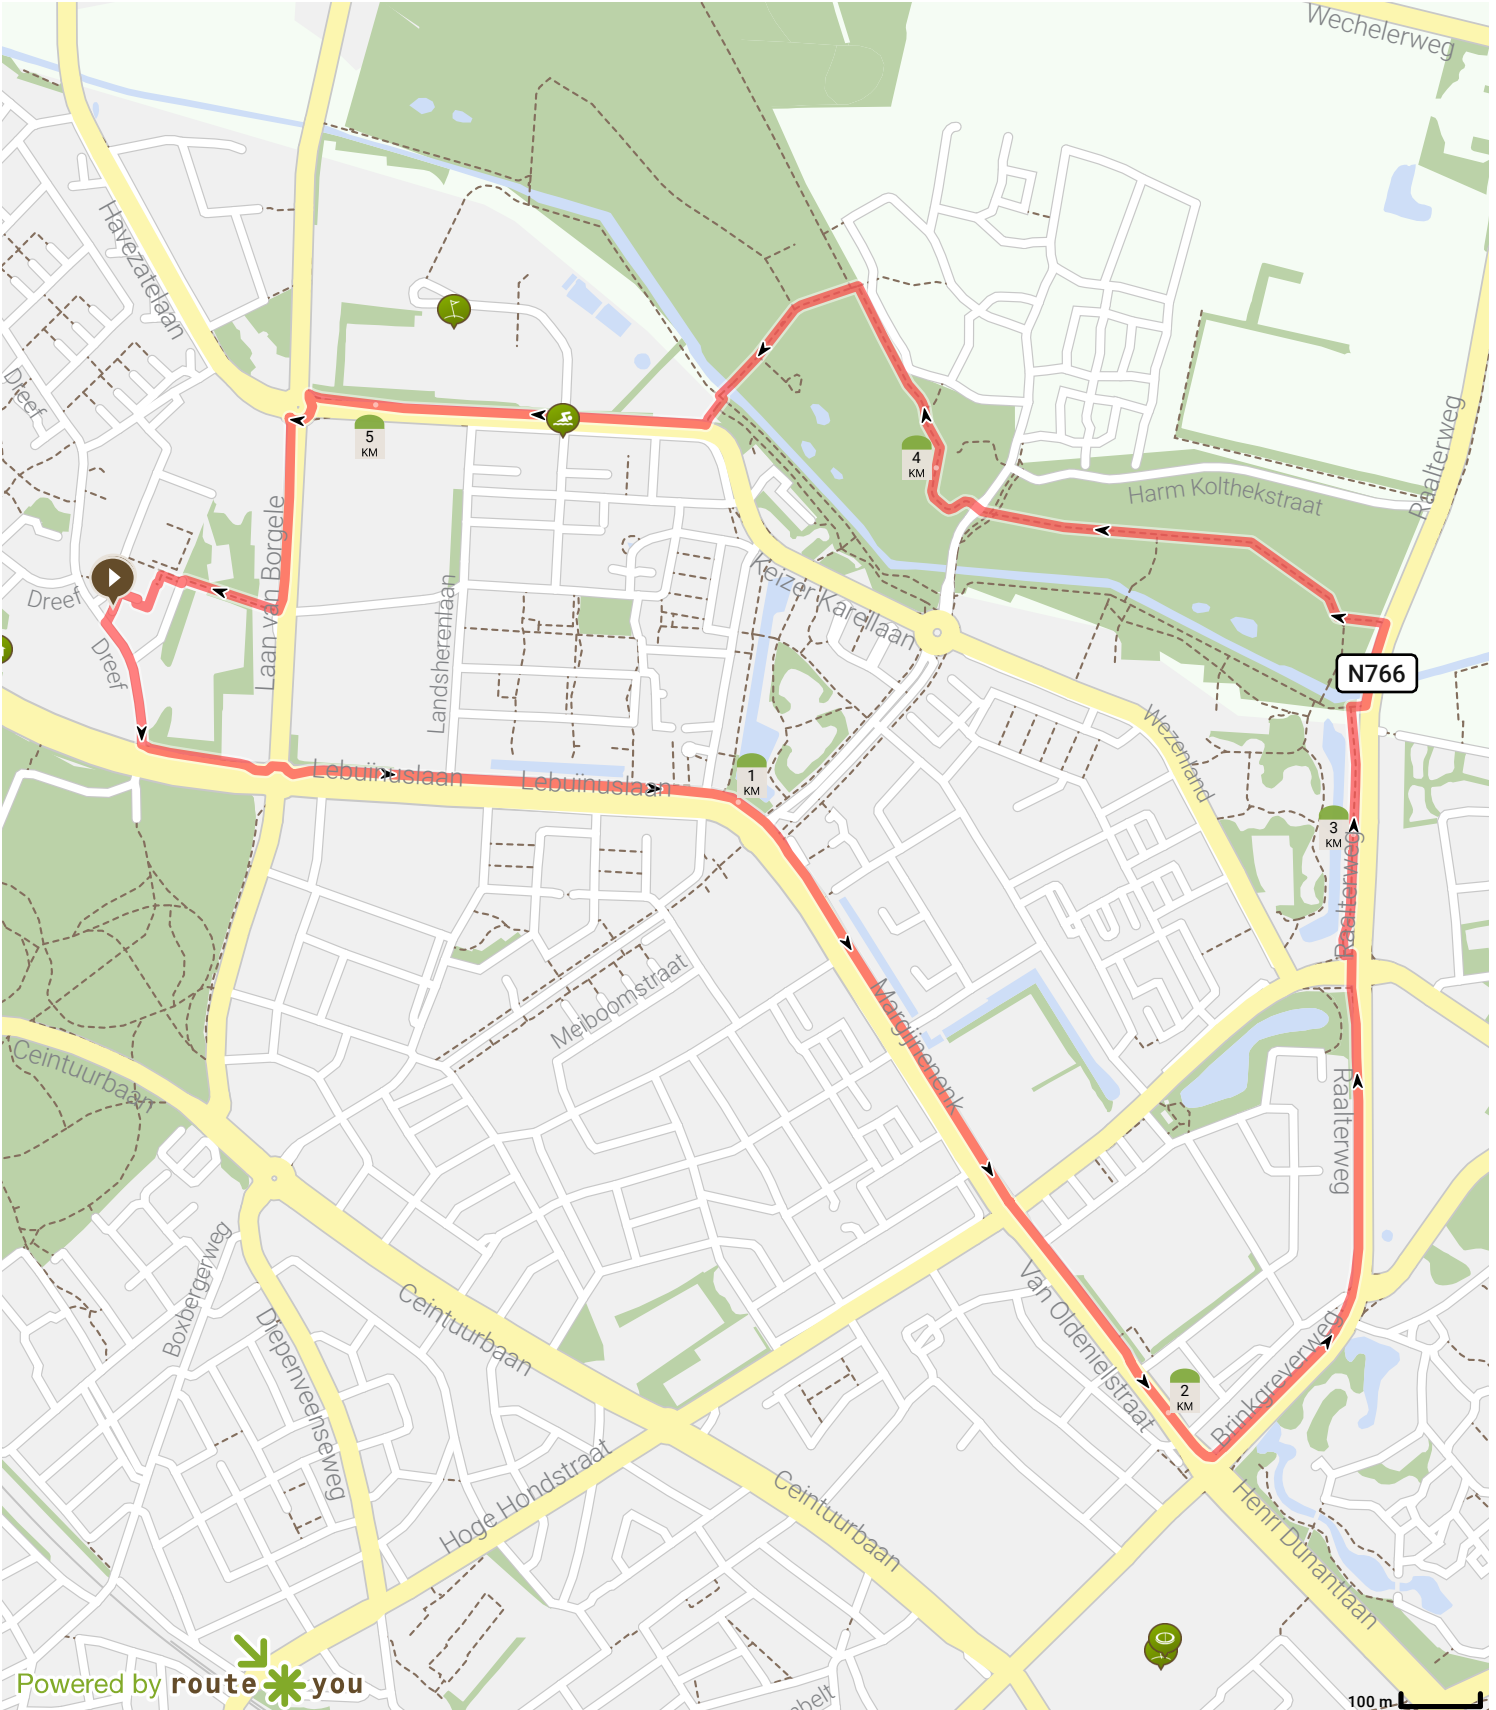 Wechelerweg
Havezatelaan
Dreef
5
KM
4
KM
Raalterweg
Harm Kolthekstraat
Laan van Borgele
Keizer Karellaan
Dreef
Landsherenlaan
Dreef
N766
Wezenland
Lebuïnuslaan
Lebuïnuslaan
1
KM
3
KM
Raalterweg
Meiboomstraat
Margijnenenk
Ceintuurbaan
Raalterweg
Boxbergerweg
Van Oldenielstraat
Ceintuurbaan
Diepenveenseweg
Brinkgreverweg
2
KM
Hoge Hondstraat
Ceintuurbaan
Henri Dunantlaan
Powered by routeyou
100 m